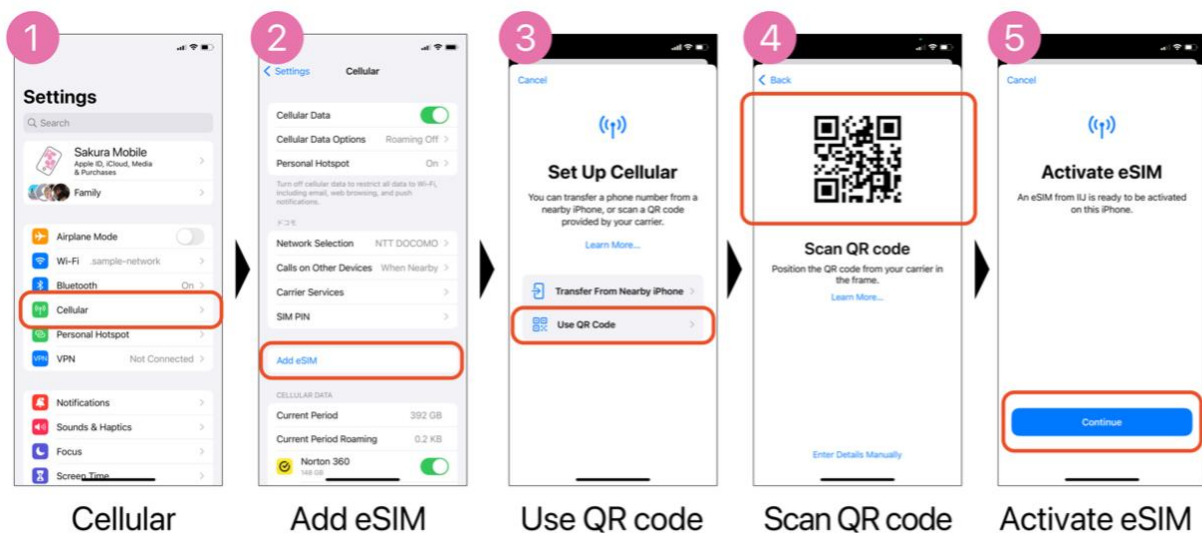 1
Settings
Search
Sakura Mobile
Apple ID, iCloud, Media
& Purchases
Family
Airplane Mode
Wi-Fi .sample-network
Bluetooth On
Cellular
Personal Hotspot
VPN VPN Not Connected
Notifications
Sounds & Haptics
Focus
Screen Time
Cellular
2
Settings Cellular
Cellular Data
Cellular Data Options Roaming Off
Personal Hotspot On
Turn off cellular data to restrict all data to Wi-Fi,
including email, web browsing, and push
notifications.
ドコモ
Network Selection NTT DOCOMO
Calls on Other Devices When Nearby
Carrier Services
SIM PIN
Add eSIM
CELLULAR DATA
Current Period 392 GB
Current Period Roaming 0.2 KB
Norton 360
148 GB
Add eSIM
3
Cancel
Set Up Cellular
You can transfer a phone number from a
nearby iPhone, or scan a QR code
provided by your carrier.
Learn More...
Transfer From Nearby iPhone
Use QR Code
Use QR code
4
Back
Scan QR code
Position the QR code from your carrier in
the frame.
Learn More...
Enter Details Manually
Scan QR code
5
Cancel
Activate eSIM
An eSIM from IIJ is ready to be activated
on this iPhone.
Continue
Activate eSIM